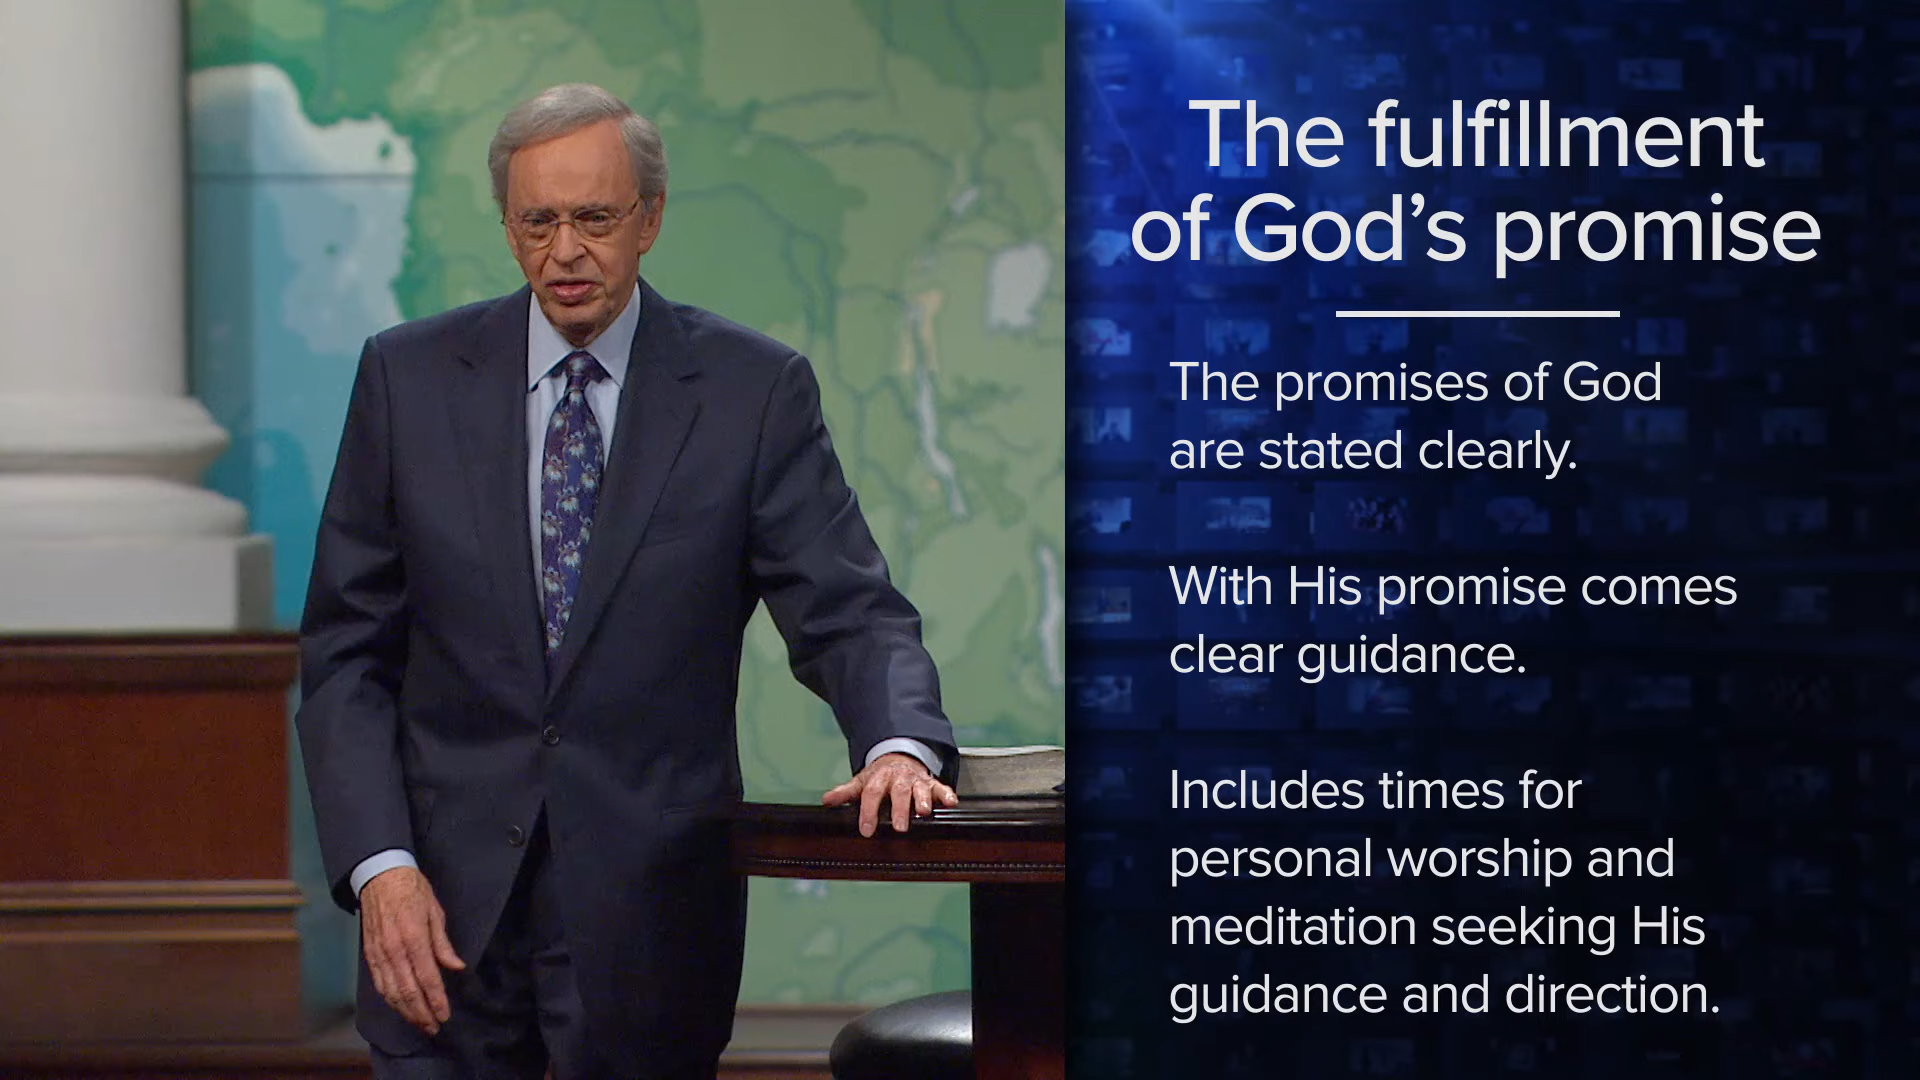 The fulfillment
of God’s promise
The promises of God
are stated clearly.
With His promise comes
clear guidance.
Includes times for
personal worship and
meditation seeking His
guidance and direction.